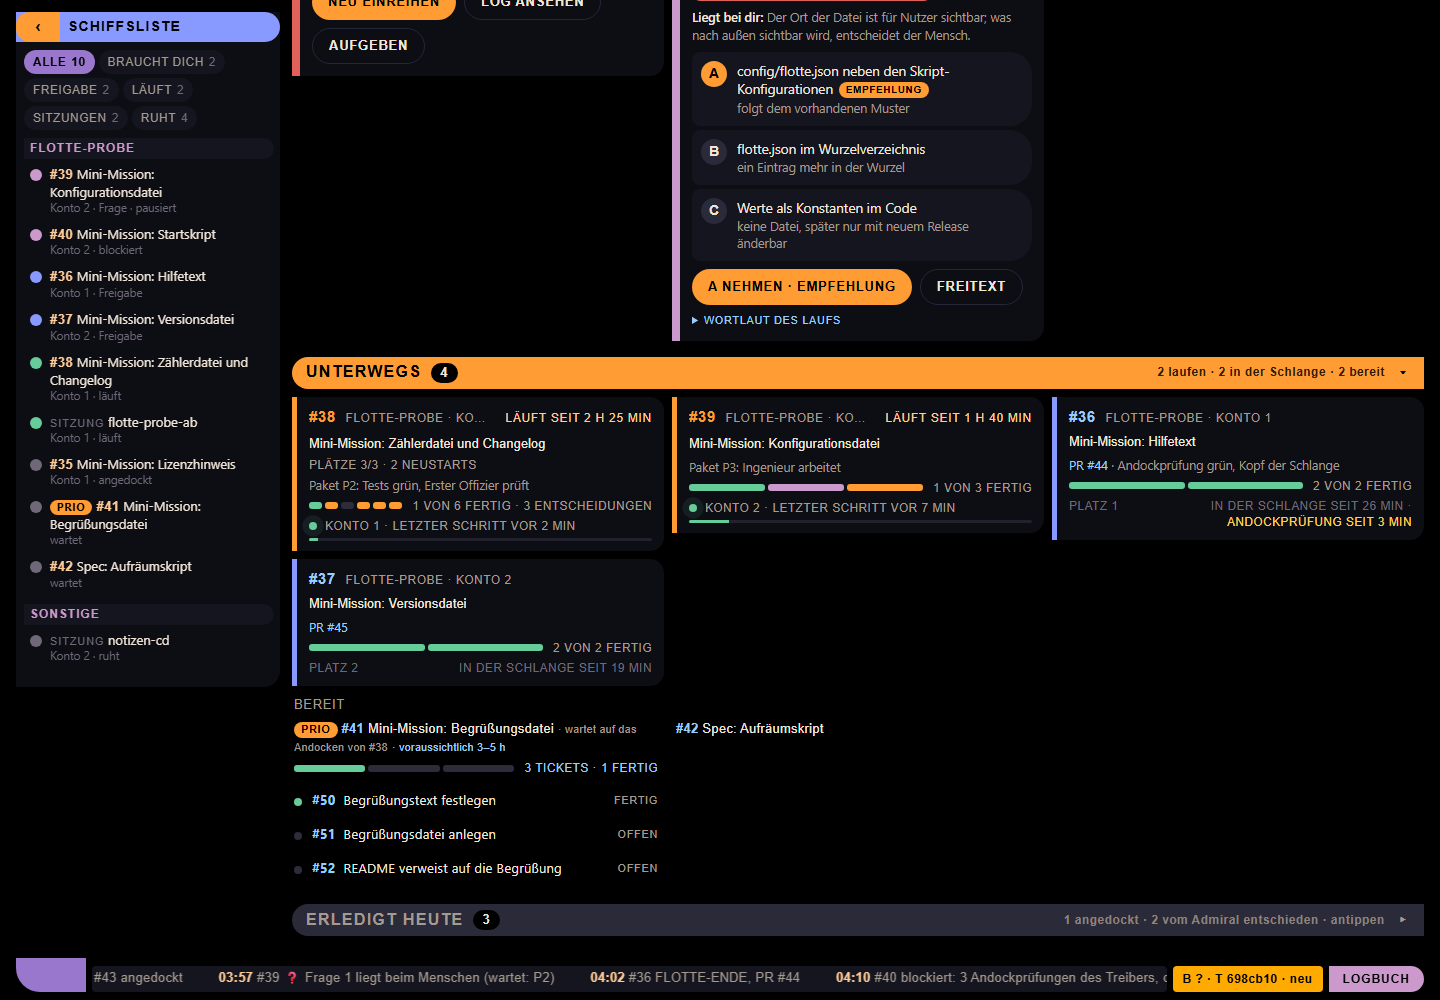 ‹ SCHIFFSLISTE
ALLE 10 BRAUCHT DICH 2
FREIGABE 2 LÄUFT 2
SITZUNGEN 2 RUHT 4
FLOTTE-PROBE
#39 Mini-Mission:
Konfigurationsdatei
Konto 2 · Frage · pausiert
#40 Mini-Mission: Startskript
Konto 2 · blockiert
#36 Mini-Mission: Hilfetext
Konto 1 · Freigabe
#37 Mini-Mission: Versionsdatei
Konto 2 · Freigabe
#38 Mini-Mission: Zählerdatei und
Changelog
Konto 1 · läuft
SITZUNG flotte-probe-ab
Konto 1 · läuft
#35 Mini-Mission: Lizenzhinweis
Konto 1 · angedockt
PRIO #41 Mini-Mission:
Begrüßungsdatei
wartet
#42 Spec: Aufräumskript
wartet
SONSTIGE
SITZUNG notizen-cd
Konto 2 · ruht
NEU EINREIHEN LOG ANSEHEN
AUFGEBEN
Liegt bei dir: Der Ort der Datei ist für Nutzer sichtbar; was
nach außen sichtbar wird, entscheidet der Mensch.
A config/flotte.json neben den Skript-
Konfigurationen EMPFEHLUNG
folgt dem vorhandenen Muster
B flotte.json im Wurzelverzeichnis
ein Eintrag mehr in der Wurzel
C Werte als Konstanten im Code
keine Datei, später nur mit neuem Release
änderbar
A NEHMEN · EMPFEHLUNG FREITEXT
▸ WORTLAUT DES LAUFS
UNTERWEGS 4 2 laufen · 2 in der Schlange · 2 bereit ▾
#38 FLOTTE-PROBE · KO... LÄUFT SEIT 2 H 25 MIN
Mini-Mission: Zählerdatei und Changelog
PLÄTZE 3/3 · 2 NEUSTARTS
Paket P2: Tests grün, Erster Offizier prüft
1 VON 6 FERTIG · 3 ENTSCHEIDUNGEN
KONTO 1 · LETZTER SCHRITT VOR 2 MIN
#39 FLOTTE-PROBE · KO... LÄUFT SEIT 1 H 40 MIN
Mini-Mission: Konfigurationsdatei
Paket P3: Ingenieur arbeitet
1 VON 3 FERTIG
KONTO 2 · LETZTER SCHRITT VOR 7 MIN
#36 FLOTTE-PROBE · KONTO 1
Mini-Mission: Hilfetext
PR #44 · Andockprüfung grün, Kopf der Schlange
2 VON 2 FERTIG
PLATZ 1 IN DER SCHLANGE SEIT 26 MIN ·
ANDOCKPRÜFUNG SEIT 3 MIN
#37 FLOTTE-PROBE · KONTO 2
Mini-Mission: Versionsdatei
PR #45
2 VON 2 FERTIG
PLATZ 2 IN DER SCHLANGE SEIT 19 MIN
BEREIT
PRIO #41 Mini-Mission: Begrüßungsdatei · wartet auf das
Andocken von #38 · voraussichtlich 3–5 h
3 TICKETS · 1 FERTIG
#50 Begrüßungstext festlegen FERTIG
#51 Begrüßungsdatei anlegen OFFEN
#52 README verweist auf die Begrüßung OFFEN
#42 Spec: Aufräumskript
ERLEDIGT HEUTE 3 1 angedockt · 2 vom Admiral entschieden · antippen ▸
#43 angedockt 03:57 #39 ❓ Frage 1 liegt beim Menschen (wartet: P2) 04:02 #36 FLOTTE-ENDE, PR #44 04:10 #40 blockiert: 3 Andockprüfungen des Treibers,
B ? · T 698cb10 · neu LOGBUCH